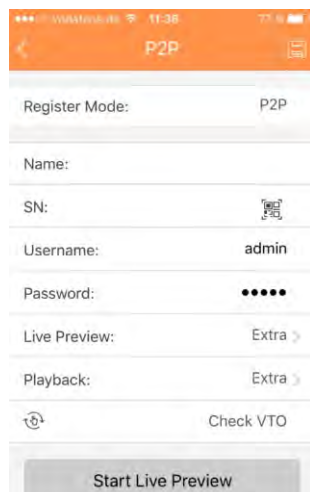 11:38
P2P
Register Mode: P2P
Name:
SN:
Username: admin
Password: •••••
Live Preview: Extra
Playback: Extra
Check VTO
Start Live Preview